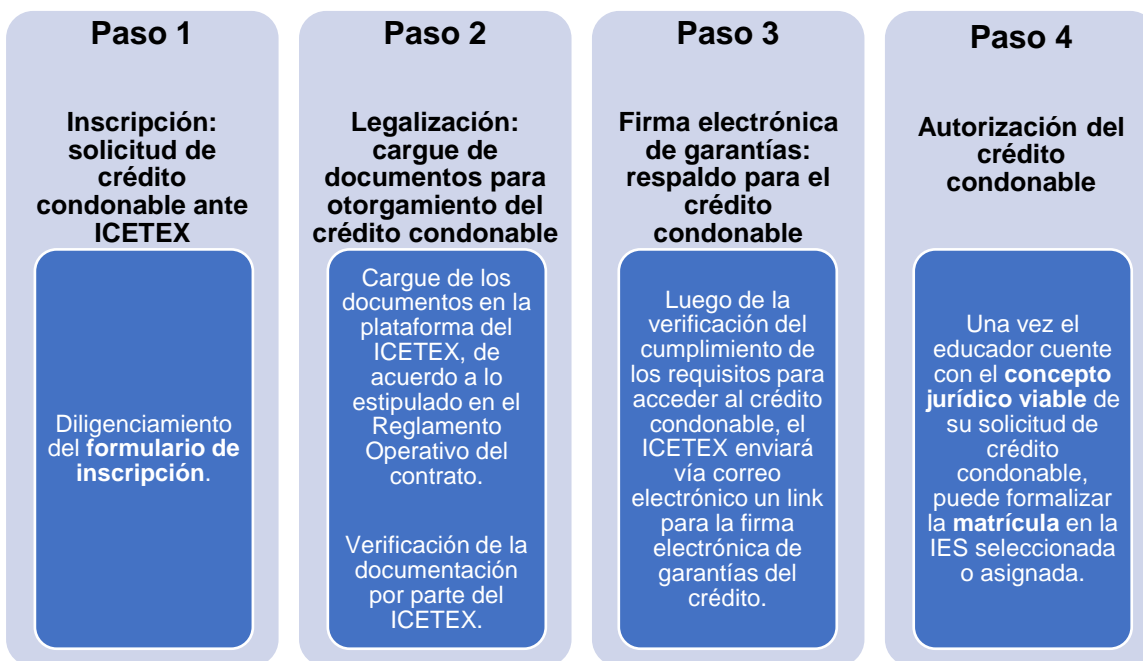 Paso 1
Inscripción:
solicitud de
crédito
condonable ante
ICETEX
Diligenciamiento
del formulario de
inscripción.
Paso 2
Legalización:
cargue de
documentos para
otorgamiento del
crédito condonable
Cargue de los
documentos en la
plataforma del
ICETEX, de
acuerdo a lo
estipulado en el
Reglamento
Operativo del
contrato.
Verificación de la
documentación
por parte del
ICETEX.
Paso 3
Firma electrónica
de garantías:
respaldo para el
crédito
condonable
Luego de la
verificación del
cumplimiento de
los requisitos para
acceder al crédito
condonable, el
ICETEX enviará
vía correo
electrónico un link
para la firma
electrónica de
garantías del
crédito.
Paso 4
Autorización del
crédito
condonable
Una vez el
educador cuente
con el concepto
jurídico viable de
su solicitud de
crédito
condonable,
puede formalizar
la matrícula en la
IES seleccionada
o asignada.